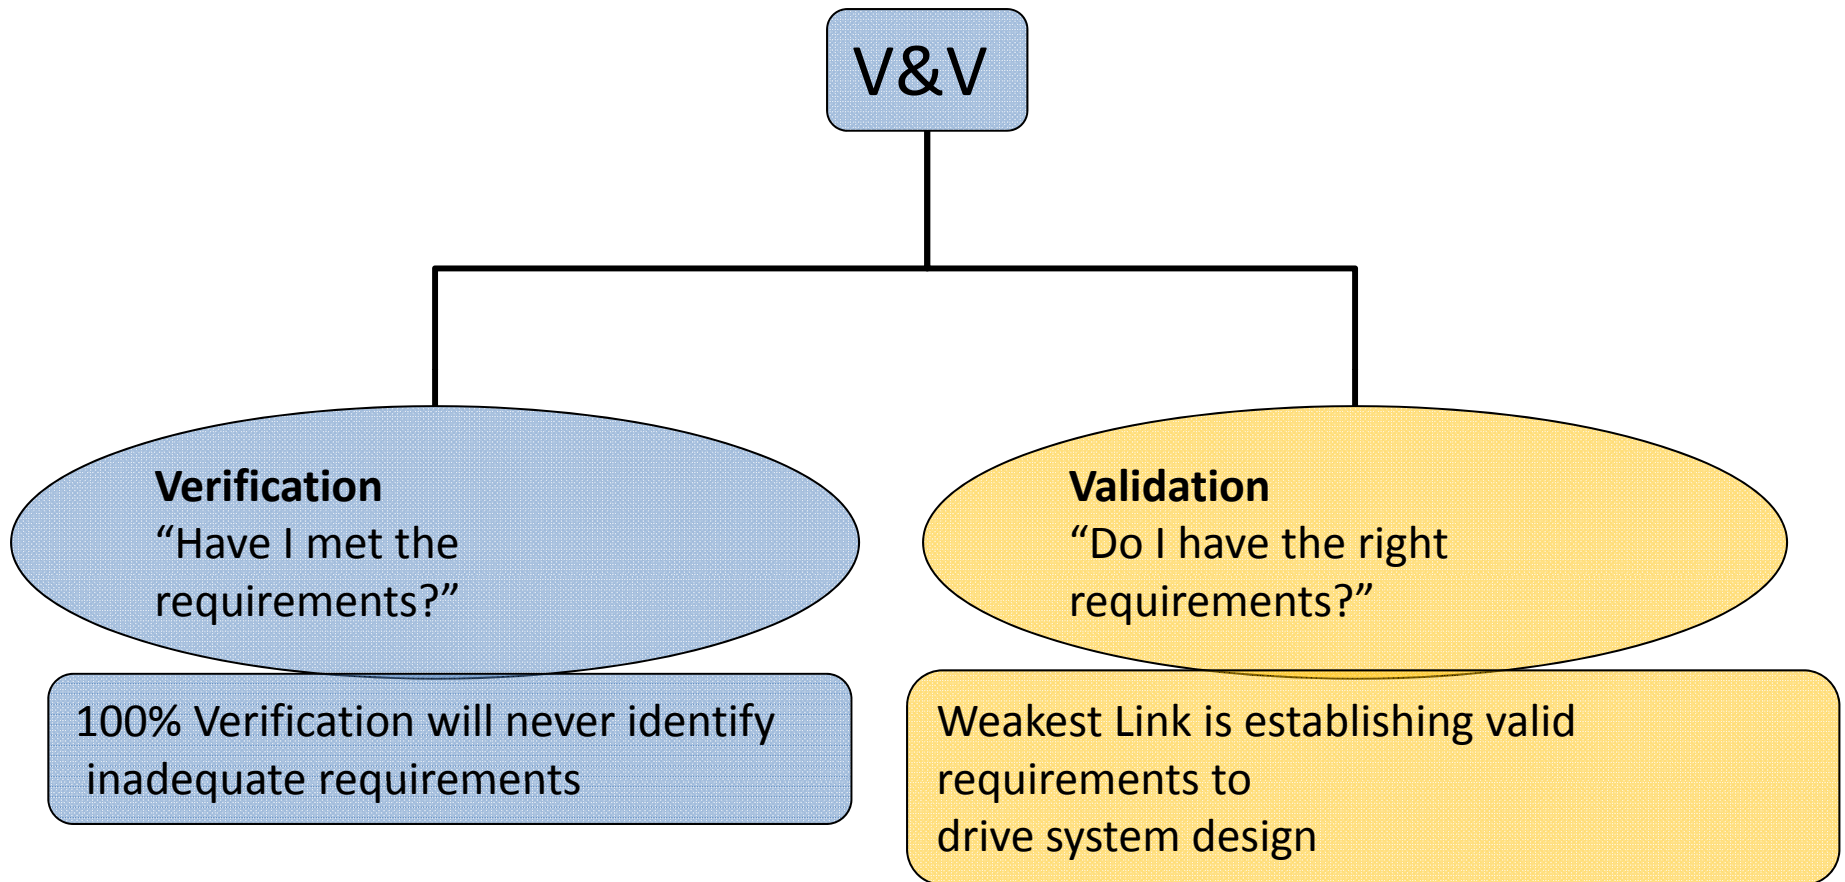 V&V
Verification
“Have I met the
requirements?”
100% Verification will never identify
inadequate requirements
Validation
“Do I have the right
requirements?”
Weakest Link is establishing valid
requirements to
drive system design